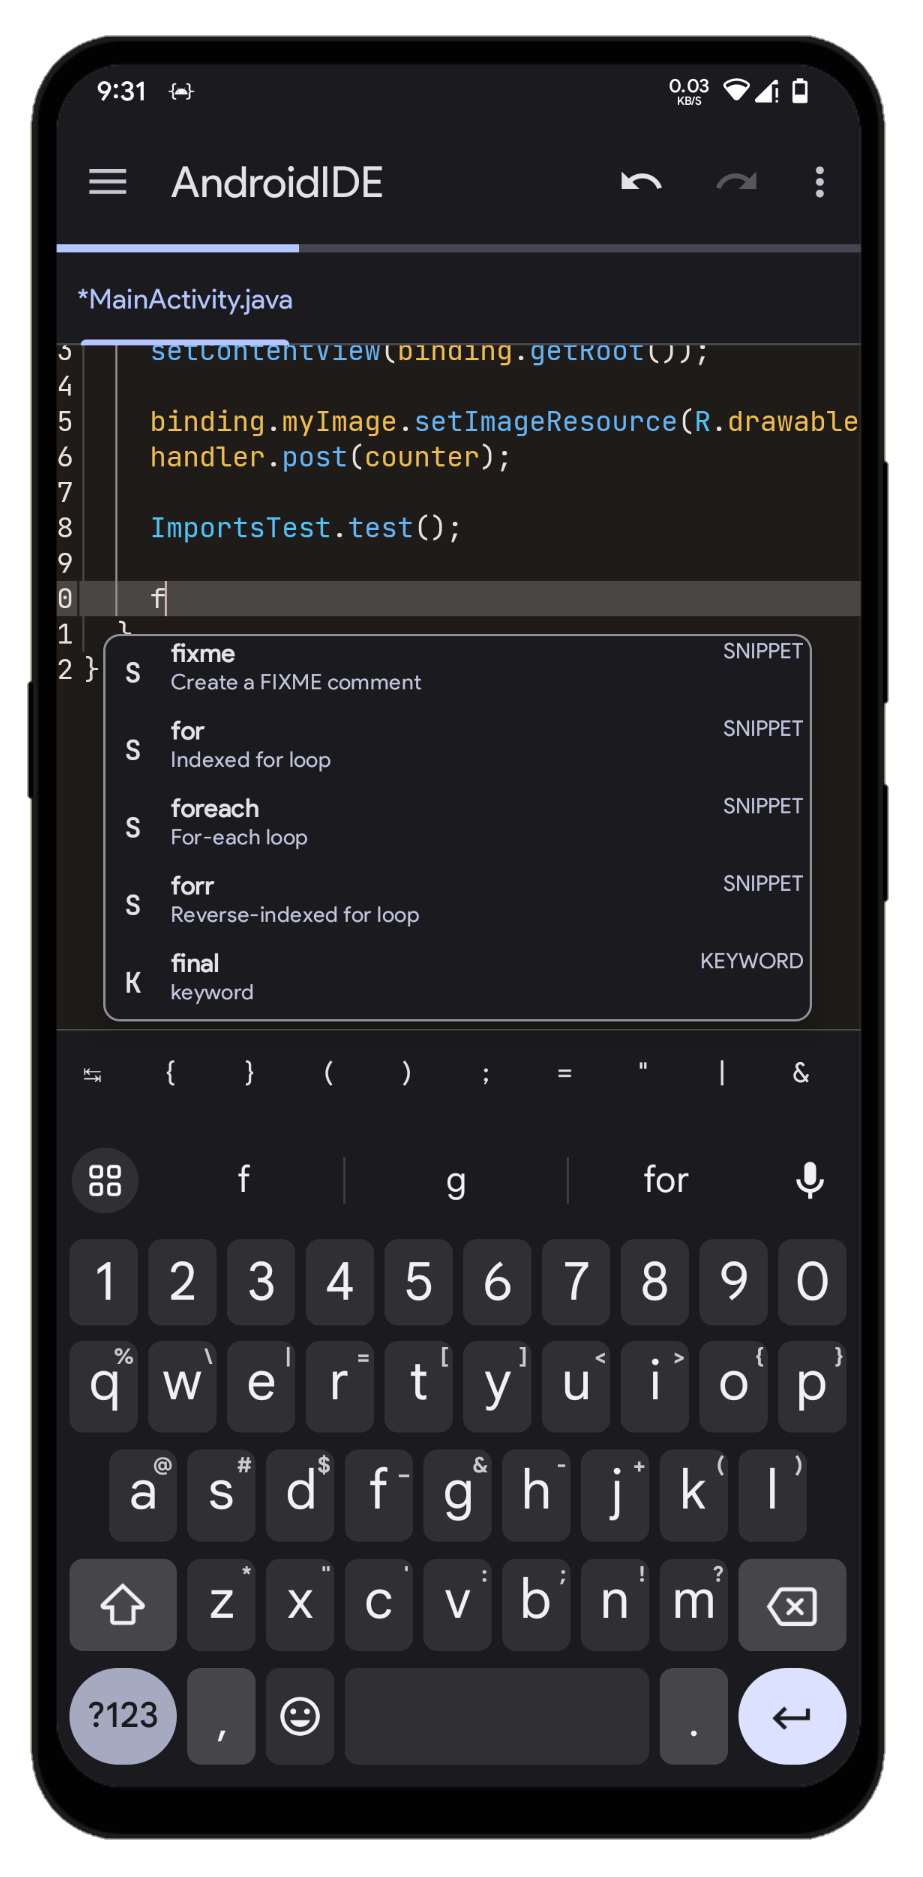 9:31 0.03 KB/S
AndroidIDE
*MainActivity.java
3 setContentView(binding.getRoot());
4
5 binding.myImage.setImageResource(R.drawable
6 handler.post(counter);
7
8 ImportsTest.test();
9
0 f
1 }
2 }
fixme SNIPPET
S Create a FIXME comment
for SNIPPET
S Indexed for loop
foreach SNIPPET
S For-each loop
forr SNIPPET
S Reverse-indexed for loop
final KEYWORD
K keyword
↹ { } ( ) ; = " | &
f g for
1 2 3 4 5 6 7 8 9 0
% \ | = [ ] < > { }
q w e r t y u i o p
@ # $ _ & - + ( )
a s d f g h j k l
* " ' : ; ! ?
z x c v b n m
?123 , .